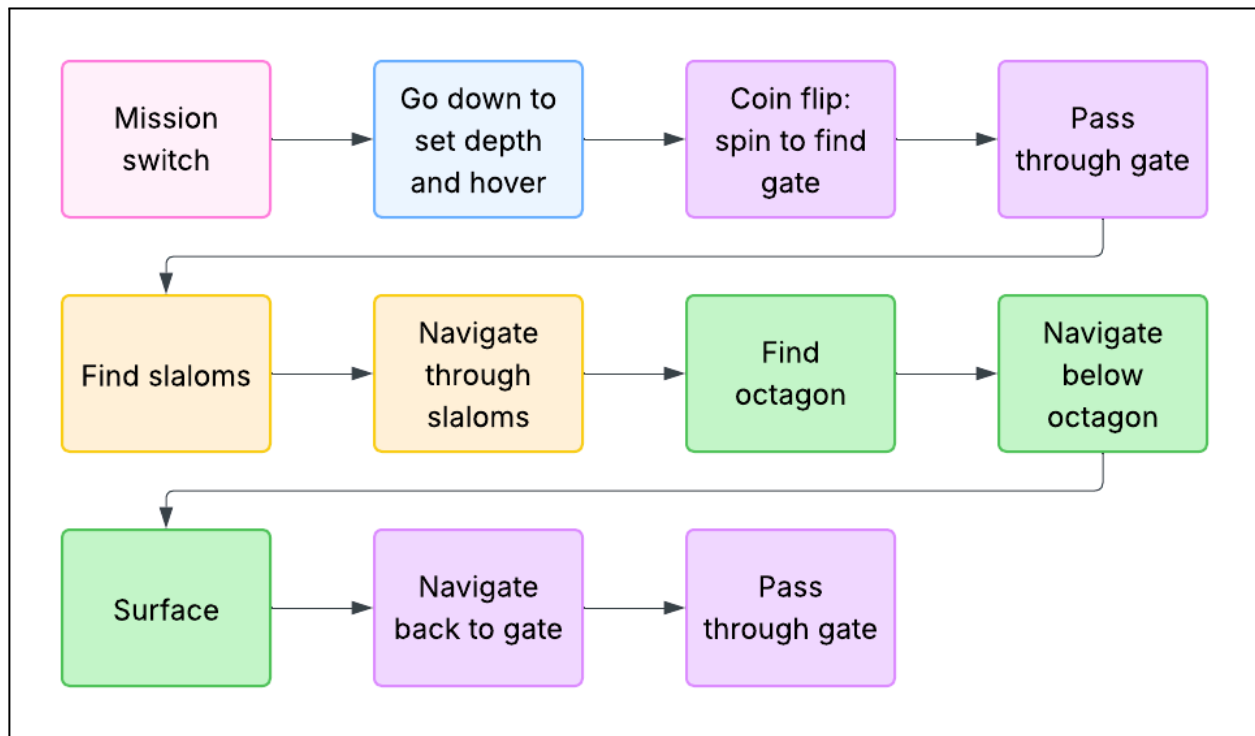 Mission
switch
Go down to
set depth
and hover
Coin flip:
spin to find
gate
Pass
through gate
Find slaloms
Navigate
through
slaloms
Find
octagon
Navigate
below
octagon
Surface
Navigate
back to gate
Pass
through gate